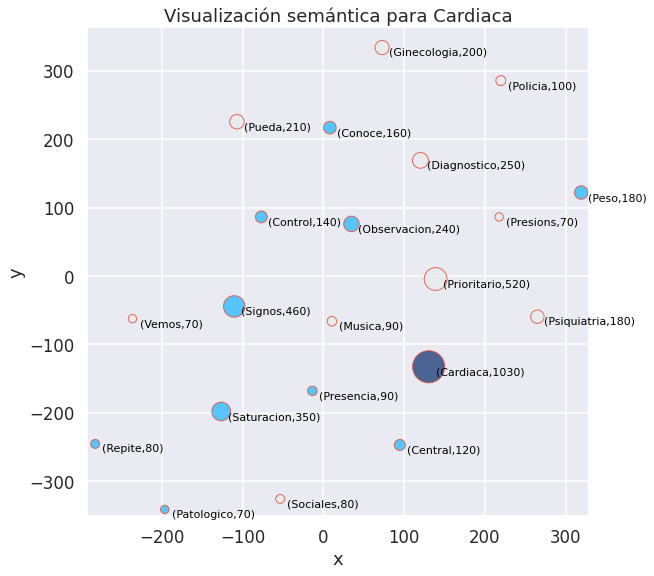 Visualización semántica para Cardiaca
(Ginecologia,200)
300
(Policia,100)
(Pueda,210)
(Conoce,160)
200
(Diagnostico,250)
(Peso,180)
100
(Control,140)
(Observacion,240)
(Presions,70)
y
0
(Prioritario,520)
(Signos,460)
(Vemos,70)
(Musica,90)
(Psiquiatria,180)
−100
(Cardiaca,1030)
(Presencia,90)
−200
(Saturacion,350)
(Repite,80)
(Central,120)
−300
(Sociales,80)
(Patologico,70)
−200 −100 0 100 200 300
x